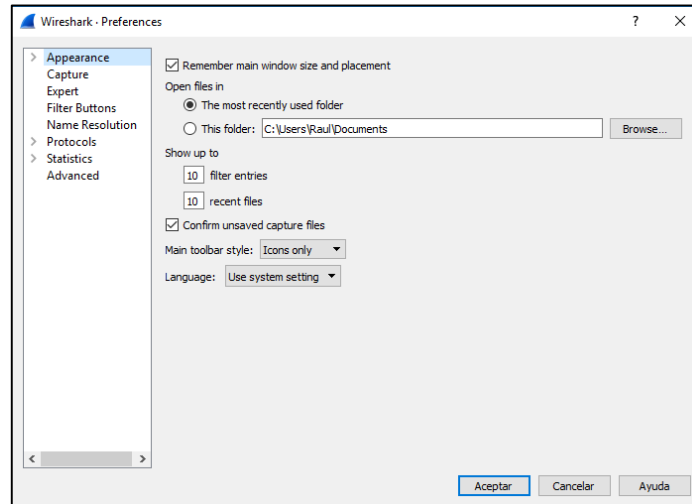 Wireshark · Preferences
Appearance
Capture
Expert
Filter Buttons
Name Resolution
Protocols
Statistics
Advanced
Remember main window size and placement
Open files in
The most recently used folder
This folder: C:\Users\Raul\Documents Browse...
Show up to
10 filter entries
10 recent files
Confirm unsaved capture files
Main toolbar style: Icons only
Language: Use system setting
Aceptar Cancelar Ayuda